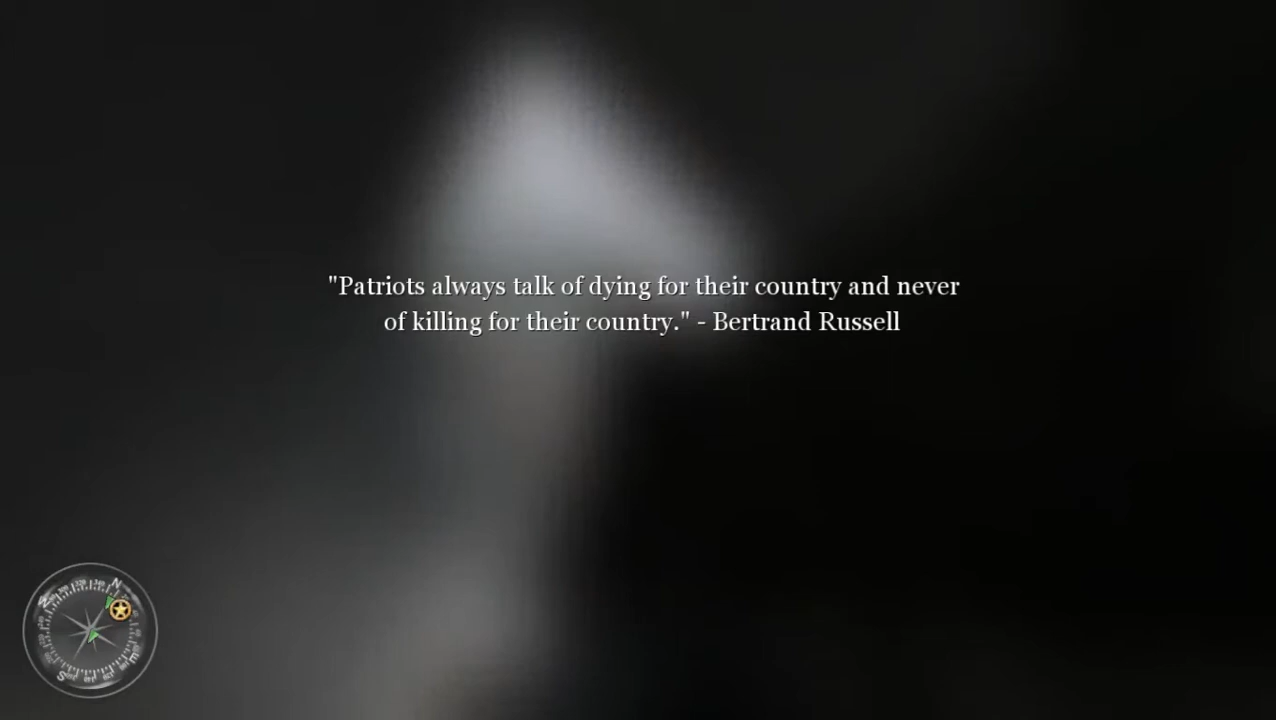 "Patriots always talk of dying for their country and never
of killing for their country." - Bertrand Russell
N
E
S